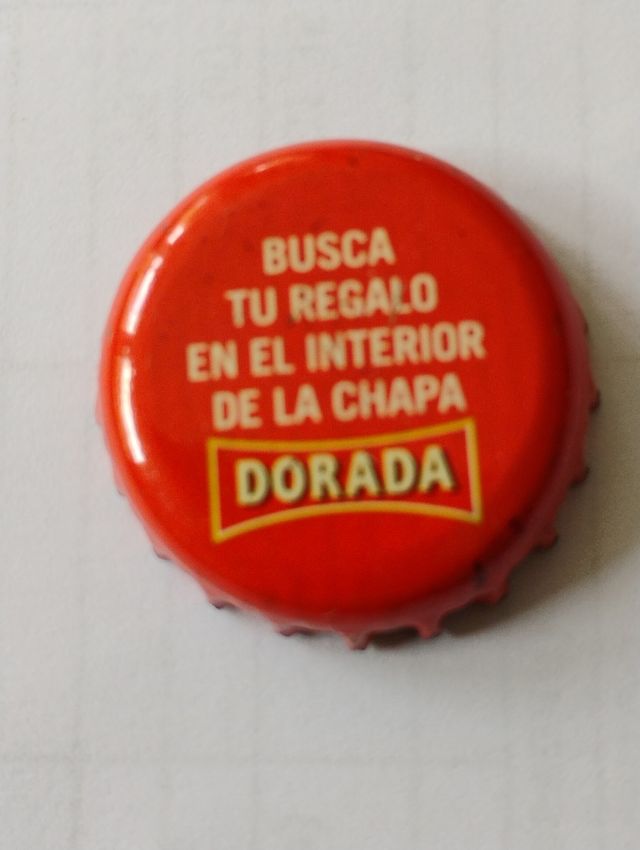 BUSCA
TU REGALO
EN EL INTERIOR
DE LA CHAPA
DORADA